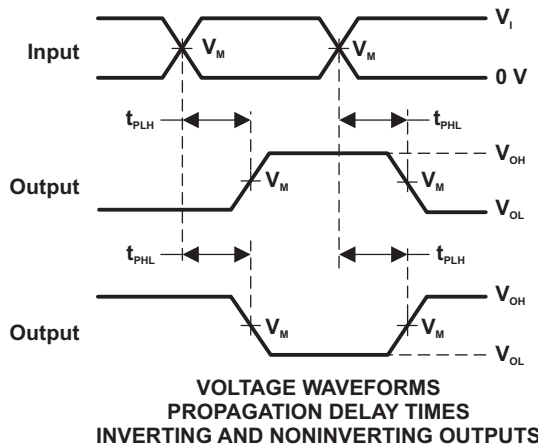 V_I
Input
V_M
V_M
0 V
t_PLH
t_PHL
V_OH
Output
V_M
V_M
V_OL
t_PHL
t_PLH
V_OH
Output
V_M
V_M
V_OL
VOLTAGE WAVEFORMS
PROPAGATION DELAY TIMES
INVERTING AND NONINVERTING OUTPUTS